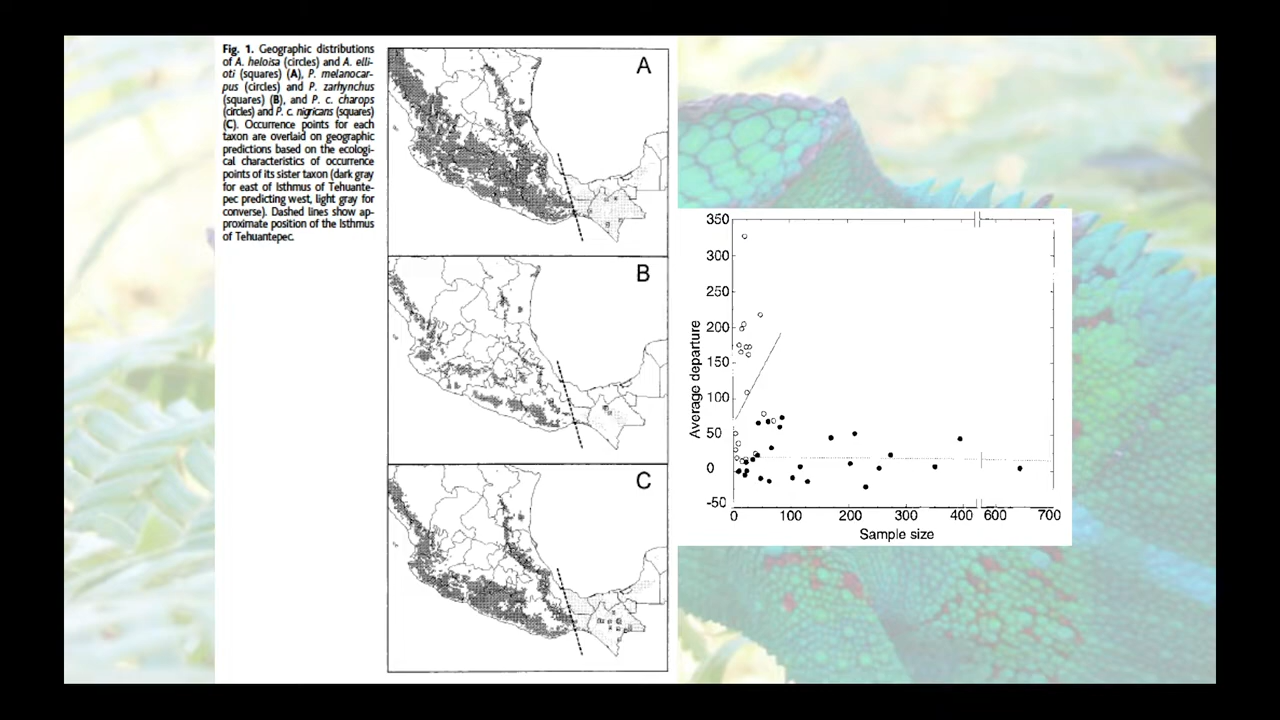 Fig. 1. Geographic distributions
of A. heloisa (circles) and A. elli-
oti (squares) (A), P. melanocar-
pus (circles) and P. zarhynchus
(squares) (B), and P. c. charops
(circles) and P. c. nigricans (squares)
(C). Occurrence points for each
taxon are overlaid on geographic
predictions based on the ecologi-
cal characteristics of occurrence
points of its sister taxon (dark gray
for east of Isthmus of Tehuante-
pec predicting west, light gray for
converse). Dashed lines show ap-
proximate position of the Isthmus
of Tehuantepec.
A
B
C
350
300
250
200
150
100
50
0
-50
Average departure
0 100 200 300 400 600 700
Sample size